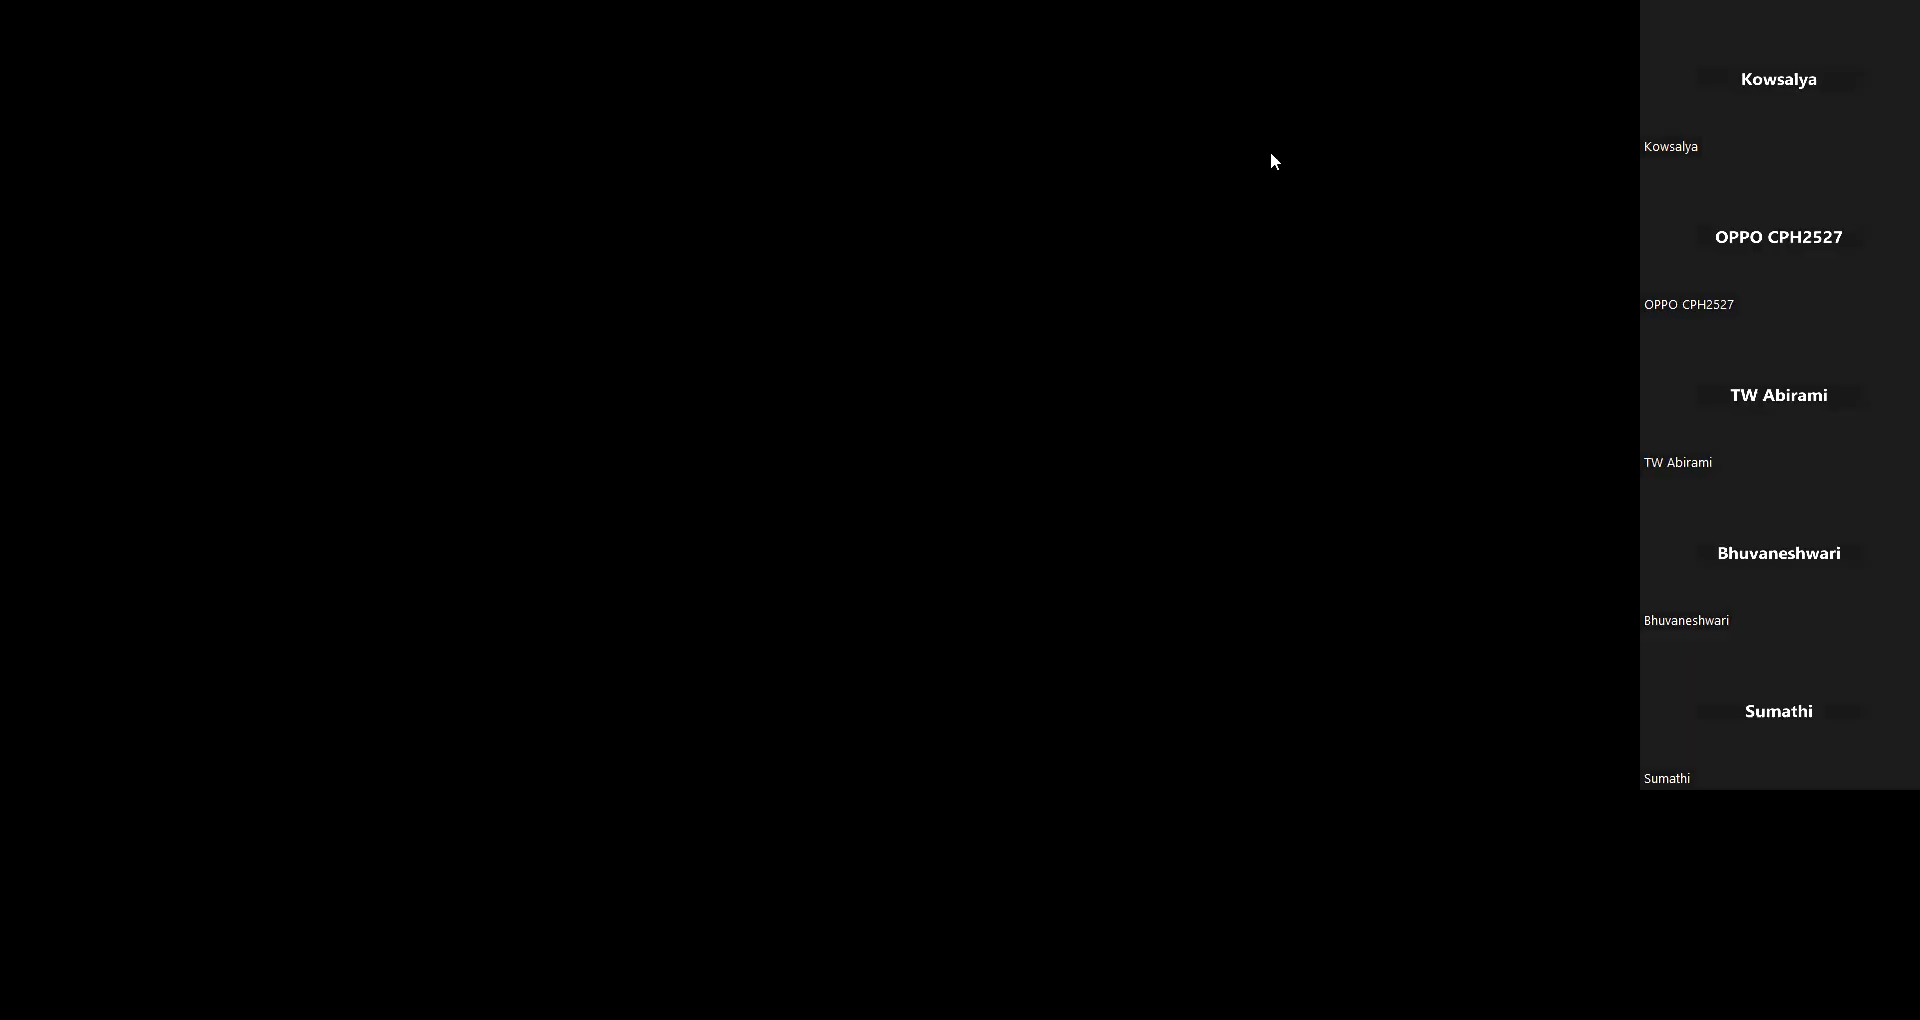 Kowsalya
Kowsalya
OPPO CPH2527
OPPO CPH2527
TW Abirami
TW Abirami
Bhuvaneshwari
Bhuvaneshwari
Sumathi
Sumathi